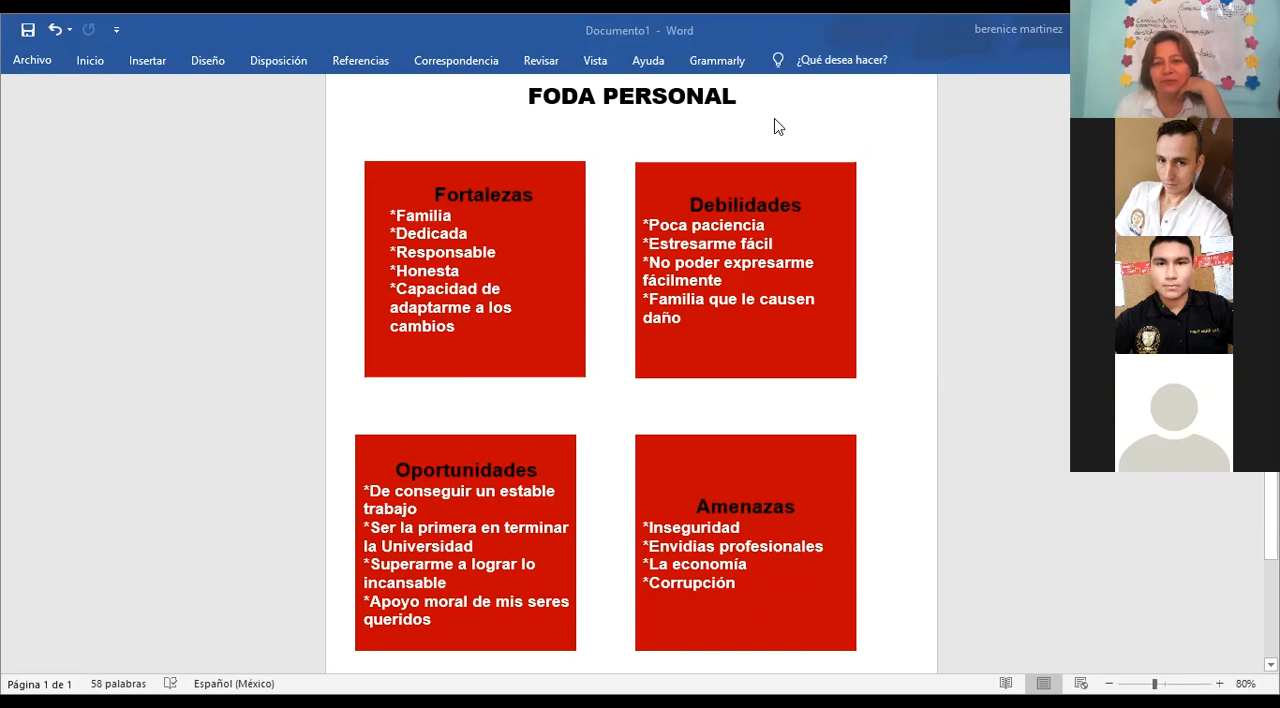 Documento1 - Word
berenice martinez
Archivo Inicio Insertar Diseño Disposición Referencias Correspondencia Revisar Vista Ayuda Grammarly ¿Qué desea hacer?
FODA PERSONAL
Fortalezas
*Familia
*Dedicada
*Responsable
*Honesta
*Capacidad de
adaptarme a los
cambios
Debilidades
*Poca paciencia
*Estresarme fácil
*No poder expresarme
fácilmente
*Familia que le causen
daño
Oportunidades
*De conseguir un estable
trabajo
*Ser la primera en terminar
la Universidad
*Superarme a lograr lo
incansable
*Apoyo moral de mis seres
queridos
Amenazas
*Inseguridad
*Envidias profesionales
*La economía
*Corrupción
Página 1 de 1 58 palabras Español (México) 80%